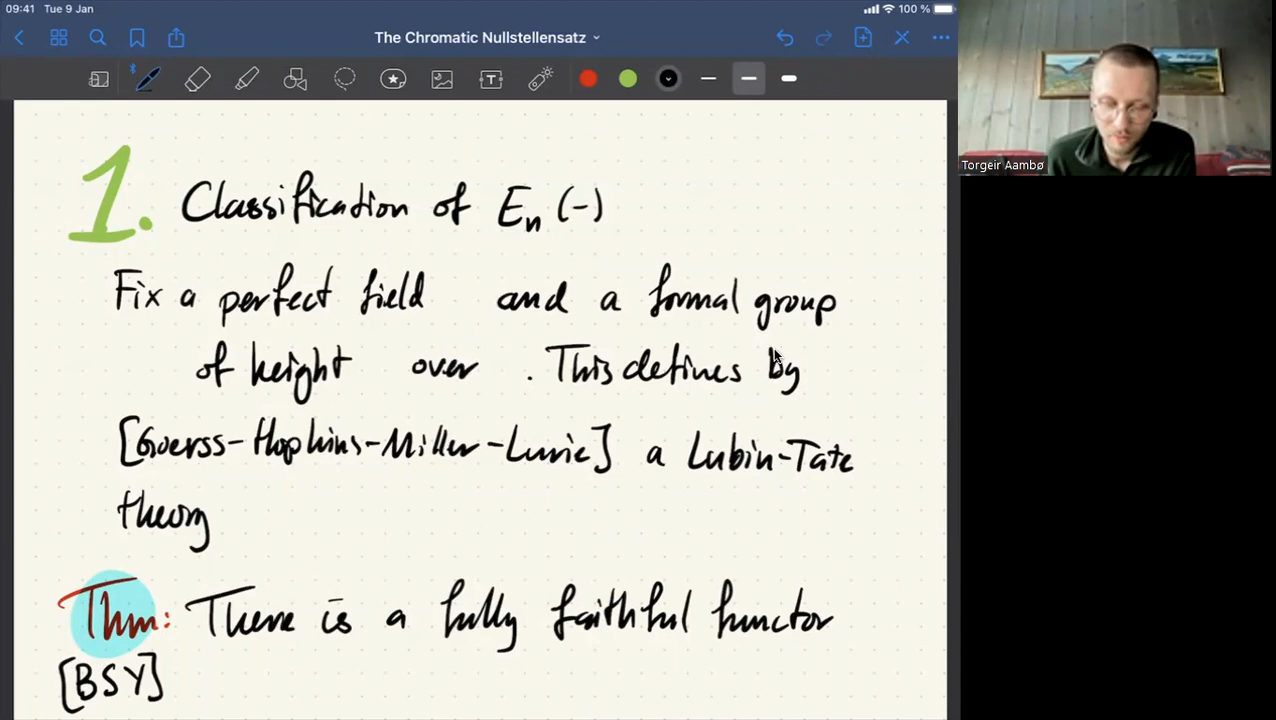 09:41 Tue 9 Jan
100 %
The Chromatic Nullstellensatz
T
Torgeir Aambø
1. Classification of En (-)
Fix a perfect field and a formal group
of height over . This defines by
[Goerss-Hopkins-Miller-Lurie] a Lubin-Tate
theory
Thm: There is a fully faithful functor
[BSY]